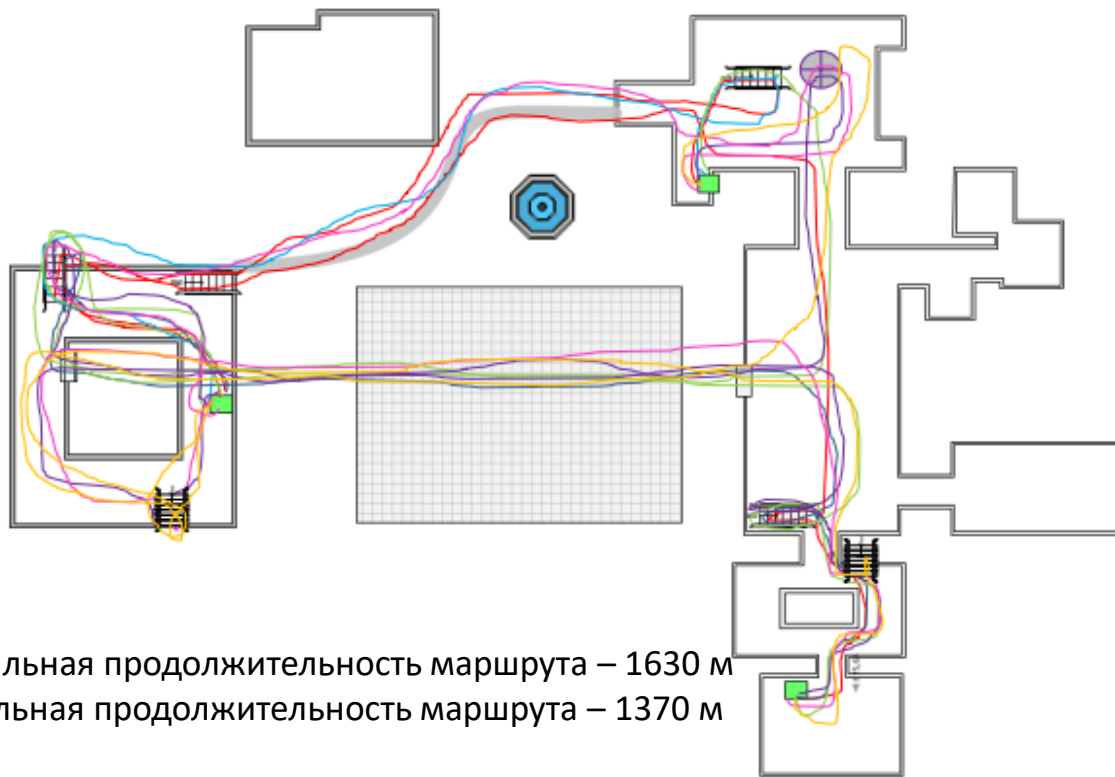 льная продолжительность маршрута – 1630 м
льная продолжительность маршрута – 1370 м